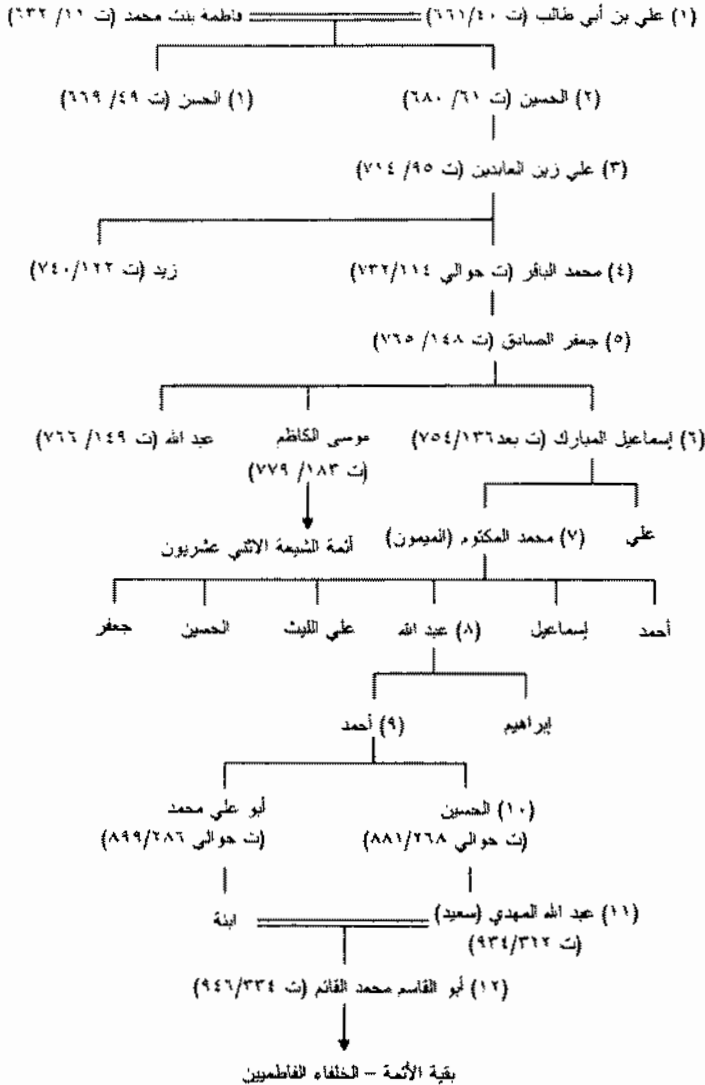 (١) علي بن أبي طالب (ت ٦٦١/٤٠) فاطمة بنت محمد (ت ١١/ ٦٣٢)
(٢) الحسين (ت ٦١/ ٦٨٠) (١) الحسن (ت ٤٩/ ٦٦٩)
(٣) علي زين العابدين (ت ٩٥/ ٧١٤)
(٤) محمد الباقر (ت حوالي ٧٣٢/١١٤) زيد (ت ٧٤٠/١٢٢)
(٥) جعفر الصادق (ت ١٤٨/ ٧٦٥)
(٦) إسماعيل المبارك (ت بعد ٧٥٤/١٣٦) موسى الكاظم عبد الله (ت ١٤٩/ ٧٦٦)
(ت ١٨٣/ ٧٧٩)
علي (٧) محمد المكتوم (الميمون) أئمة الشيعة الاثني عشريون
أحمد إسماعيل (٨) عبد الله علي الليث الحسين جعفر
إبراهيم (٩) أحمد
(١٠) الحسين أبو علي محمد
(ت حوالي ٨٨١/٢٦٨) (ت حوالي ٨٩٩/٢٨٦)
(١١) عبد الله المهدي (سعيد) ابنة
(ت ٩٣٤/٣٦٢)
(١٢) أبو القاسم محمد القائم (ت ٩٤٦/٣٣٤)
بقية الأئمة – الخلفاء الفاطميين